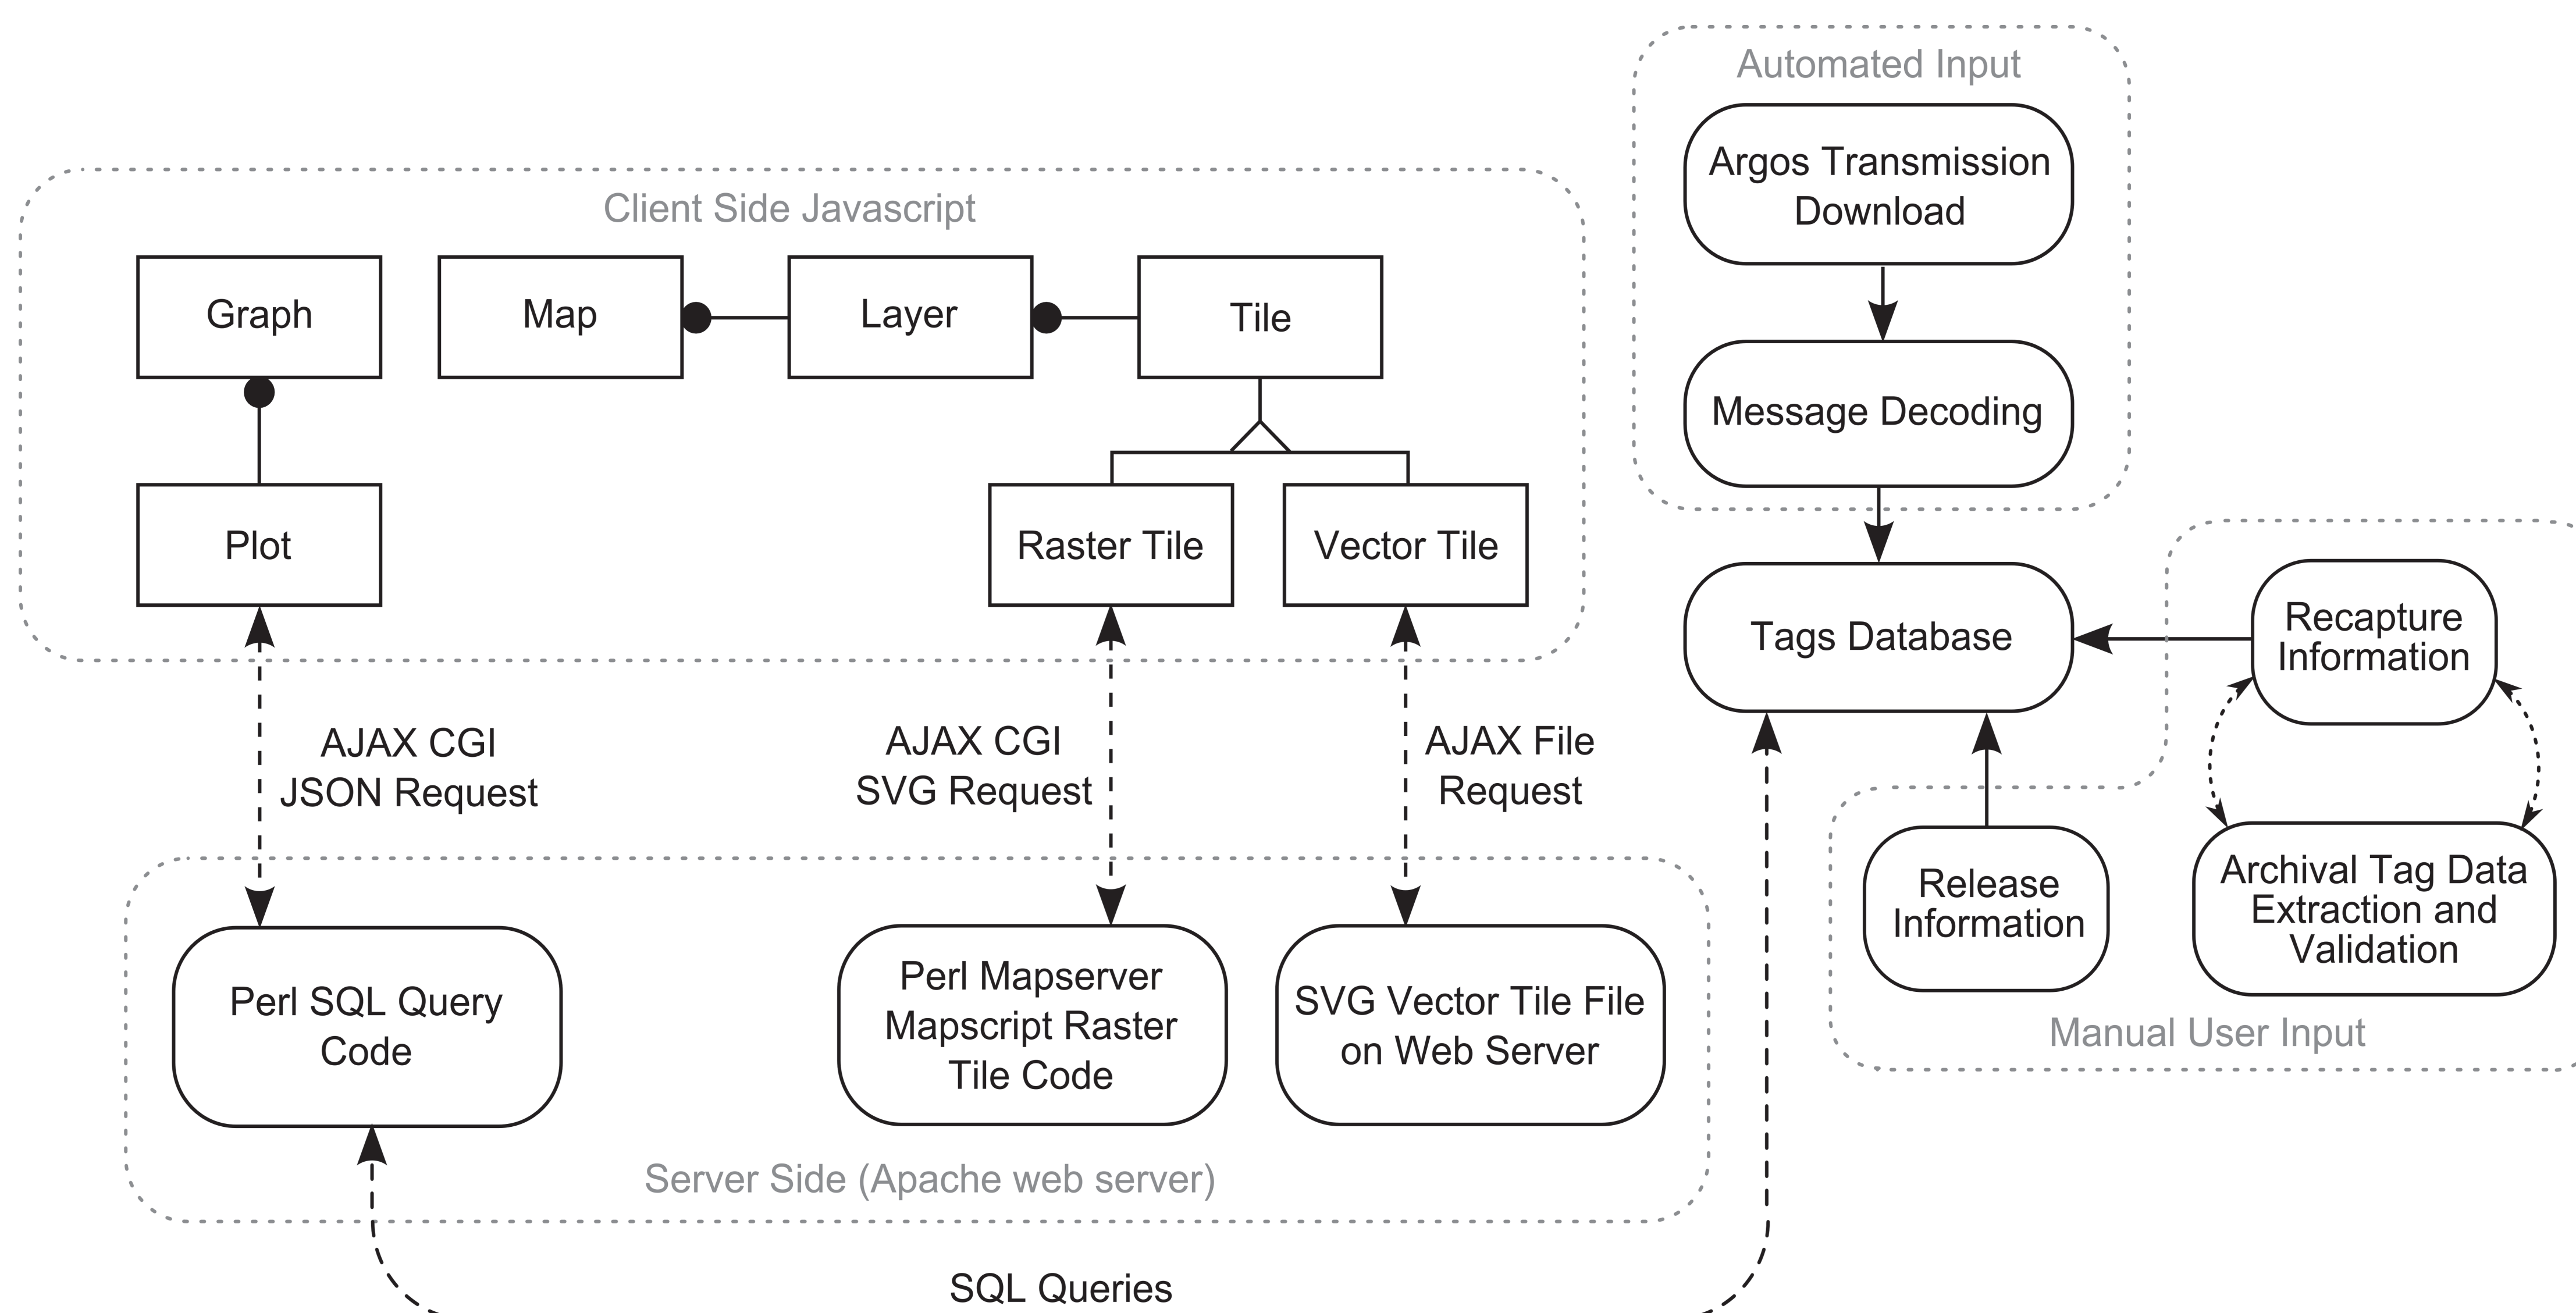 Automated Input
Argos Transmission
Download
Client Side Javascript
Graph
Map
Layer
Tile
Message Decoding
Plot
Raster Tile
Vector Tile
Tags Database
Recapture
Information
AJAX CGI
JSON Request
AJAX CGI
SVG Request
AJAX File
Request
Release
Information
Archival Tag Data
Extraction and
Validation
Manual User Input
Perl SQL Query
Code
Perl Mapserver
Mapscript Raster
Tile Code
SVG Vector Tile File
on Web Server
Server Side (Apache web server)
SQL Queries